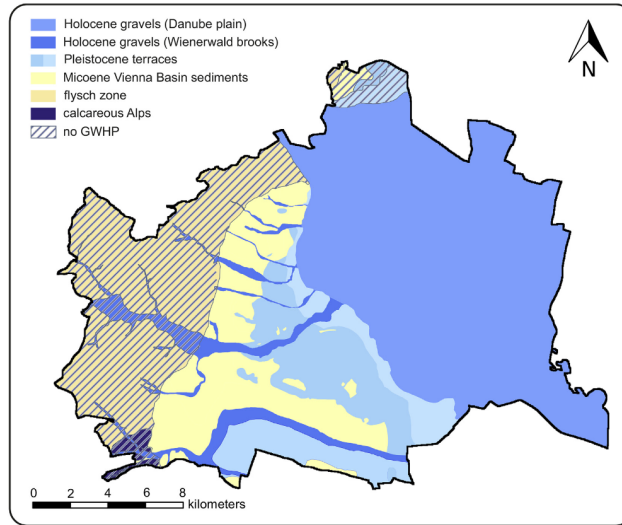 Holocene gravels (Danube plain)
Holocene gravels (Wienerwald brooks)
Pleistocene terraces
Micoene Vienna Basin sediments
flysch zone
calcareous Alps
no GWHP
N
0 2 4 6 8
kilometers